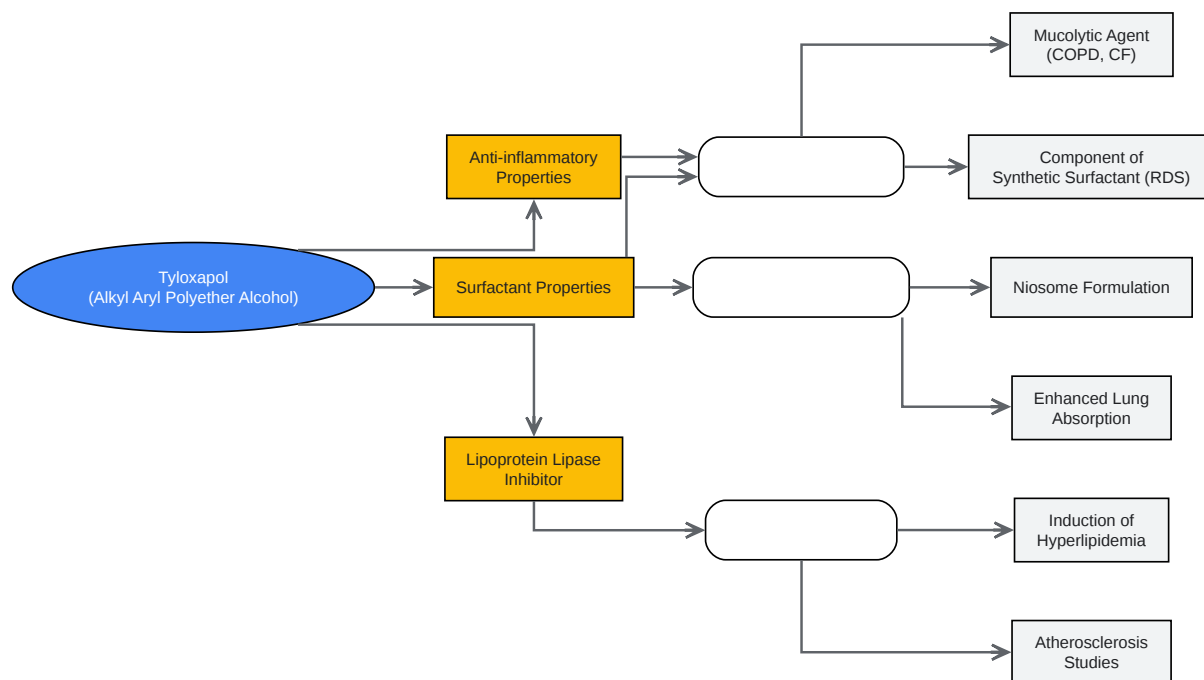 Mucolytic Agent
(COPD, CF)
Anti-inflammatory
Properties
Component of
Synthetic Surfactant (RDS)
Tyloxapol
(Alkyl Aryl Polyether Alcohol)
Surfactant Properties
Niosome Formulation
Enhanced Lung
Absorption
Lipoprotein Lipase
Inhibitor
Induction of
Hyperlipidemia
Atherosclerosis
Studies